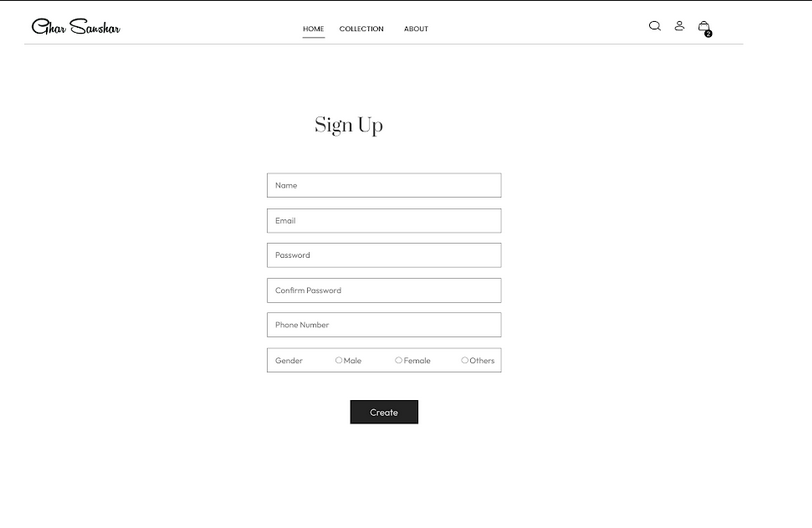 Ghar Sanshar
HOME COLLECTION ABOUT
2
Sign Up
Name
Email
Password
Confirm Password
Phone Number
Gender Male Female Others
Create